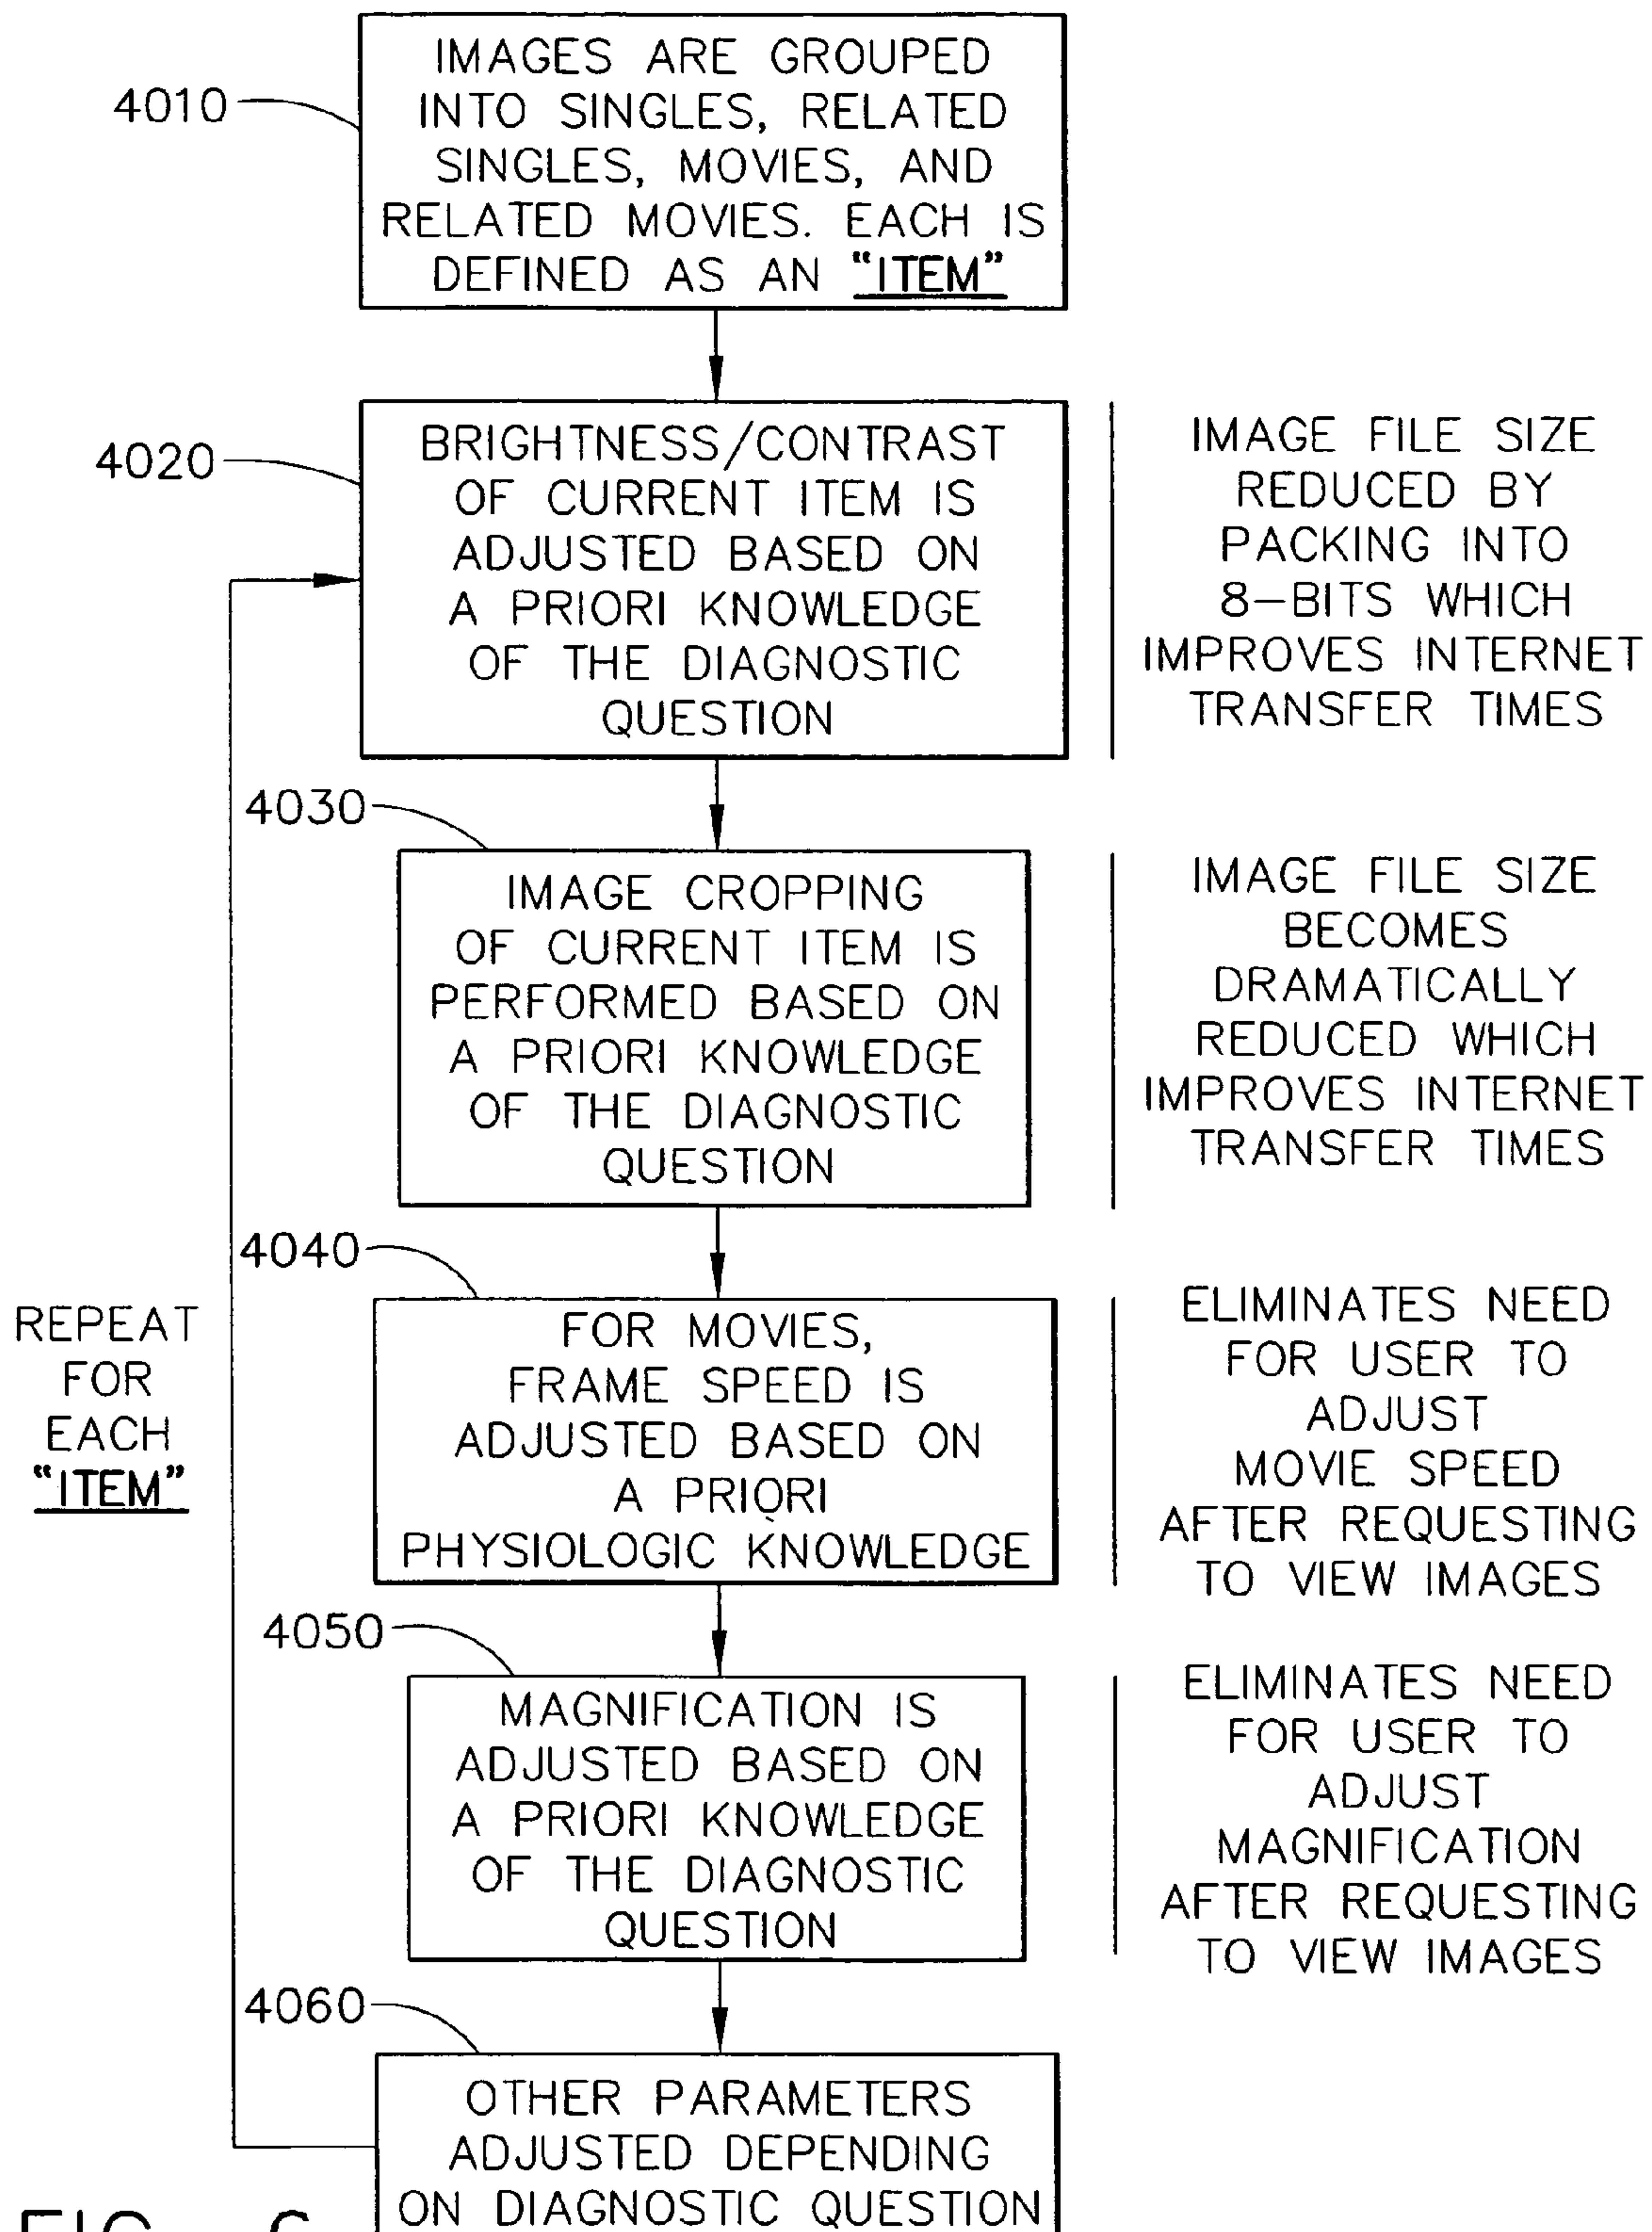 4010
IMAGES ARE GROUPED
INTO SINGLES, RELATED
SINGLES, MOVIES, AND
RELATED MOVIES. EACH IS
DEFINED AS AN "ITEM"
4020
BRIGHTNESS/CONTRAST
OF CURRENT ITEM IS
ADJUSTED BASED ON
A PRIORI KNOWLEDGE
OF THE DIAGNOSTIC
QUESTION
IMAGE FILE SIZE
REDUCED BY
PACKING INTO
8-BITS WHICH
IMPROVES INTERNET
TRANSFER TIMES
4030
IMAGE CROPPING
OF CURRENT ITEM IS
PERFORMED BASED ON
A PRIORI KNOWLEDGE
OF THE DIAGNOSTIC
QUESTION
IMAGE FILE SIZE
BECOMES
DRAMATICALLY
REDUCED WHICH
IMPROVES INTERNET
TRANSFER TIMES
4040
FOR MOVIES,
FRAME SPEED IS
ADJUSTED BASED ON
A PRIORI
PHYSIOLOGIC KNOWLEDGE
ELIMINATES NEED
FOR USER TO
ADJUST
MOVIE SPEED
AFTER REQUESTING
TO VIEW IMAGES
REPEAT
FOR
EACH
"ITEM"
4050
MAGNIFICATION IS
ADJUSTED BASED ON
A PRIORI KNOWLEDGE
OF THE DIAGNOSTIC
QUESTION
ELIMINATES NEED
FOR USER TO
ADJUST
MAGNIFICATION
AFTER REQUESTING
TO VIEW IMAGES
4060
OTHER PARAMETERS
ADJUSTED DEPENDING
ON DIAGNOSTIC QUESTION
FIG.